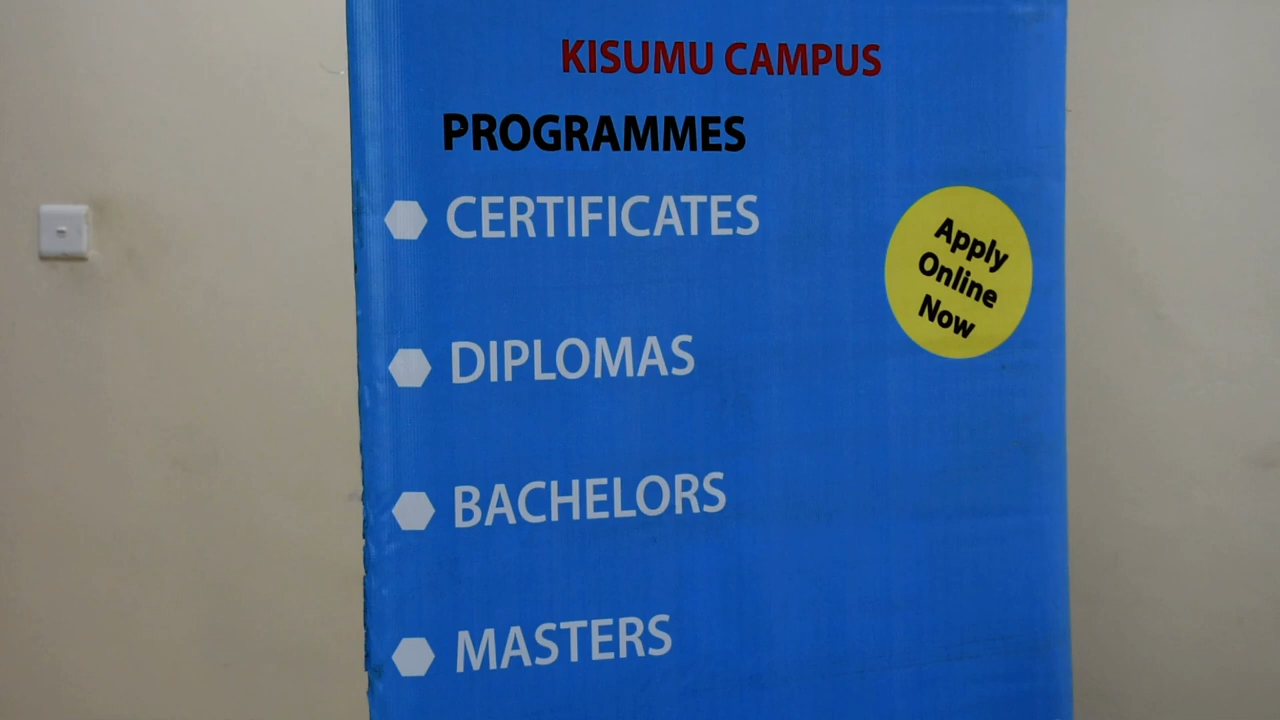 KISUMU CAMPUS
PROGRAMMES
CERTIFICATES
Apply
Online
Now
DIPLOMAS
BACHELORS
MASTERS